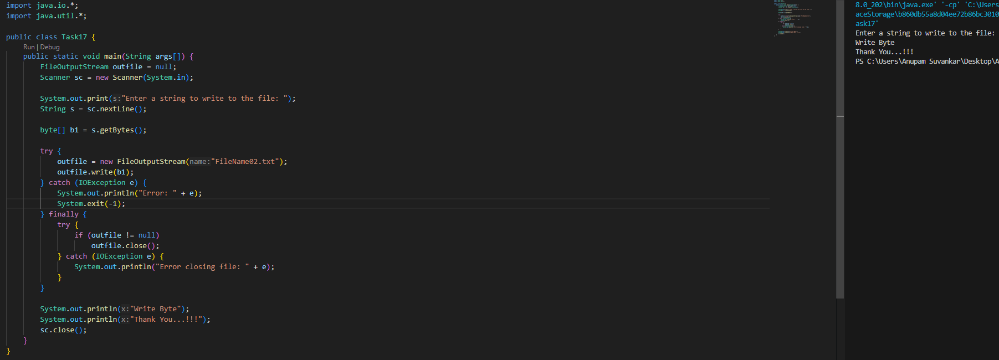 import java.io.*;
import java.util.*;
public class Task17 {
Run | Debug
public static void main(String args[]) {
FileOutputStream outfile = null;
Scanner sc = new Scanner(System.in);
System.out.print(s:"Enter a string to write to the file: ");
String s = sc.nextLine();
byte[] b1 = s.getBytes();
try {
outfile = new FileOutputStream(name:"FileName02.txt");
outfile.write(b1);
} catch (IOException e) {
System.out.println("Error: " + e);
System.exit(-1);
} finally {
try {
if (outfile != null)
outfile.close();
} catch (IOException e) {
System.out.println("Error closing file: " + e);
}
}
System.out.println(x:"Write Byte");
System.out.println(x:"Thank You...!!!");
sc.close();
}
}
8.0_202\bin\java.exe' '-cp' 'C:\Users
aceStorage\b860db55a8d04ee72b86bc3010
ask17'
Enter a string to write to the file:
Write Byte
Thank You...!!!
PS C:\Users\Anupam Suvankar\Desktop\A